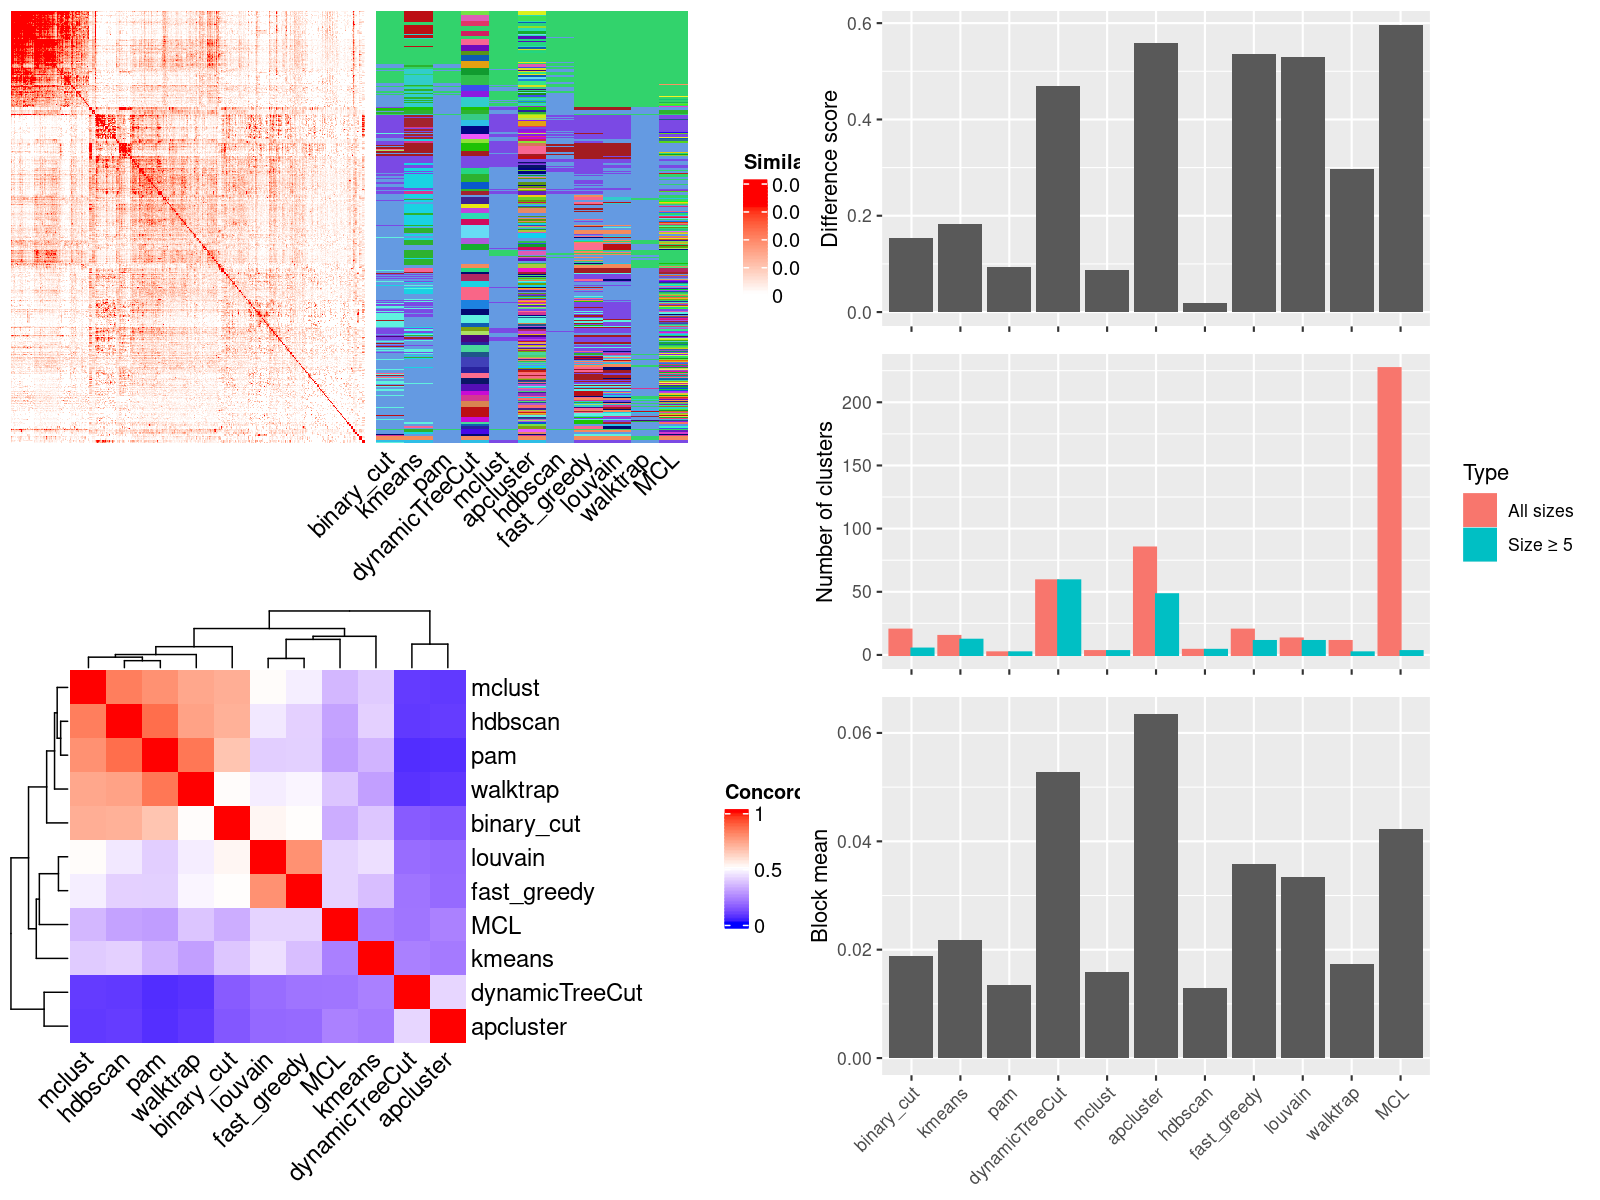 Simila
0.0
0.0
0.0
0.0
0
binary_cut
kmeans
pam
dynamicTreeCut
mclust
apcluster
hdbscan
fast_greedy
louvain
walktrap
MCL
mclust
hdbscan
pam
walktrap
binary_cut
louvain
fast_greedy
MCL
kmeans
dynamicTreeCut
apcluster
mclust
hdbscan
pam
walktrap
binary_cut
louvain
fast_greedy
MCL
kmeans
dynamicTreeCut
apcluster
Concord
1
0.5
0
Difference score
0.6
0.4
0.2
0.0
Number of clusters
200
150
100
50
0
Type
All sizes
Size ≥ 5
Block mean
0.06
0.04
0.02
0.00
binary_cut
kmeans
pam
dynamicTreeCut
mclust
apcluster
hdbscan
fast_greedy
louvain
walktrap
MCL